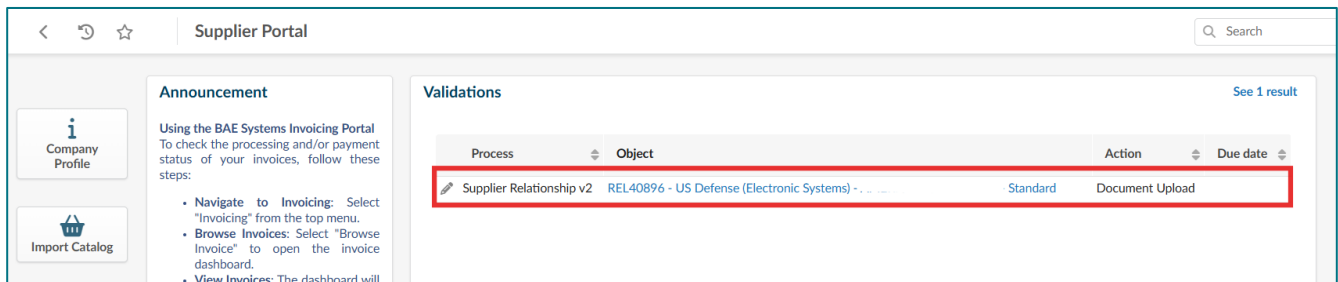 Supplier Portal
Search
Company
Profile
Import Catalog
Announcement
Using the BAE Systems Invoicing Portal
To check the processing and/or payment
status of your invoices, follow these
steps:
• Navigate to Invoicing: Select
"Invoicing" from the top menu.
• Browse Invoices: Select "Browse
Invoice" to open the invoice
dashboard.
• View Invoices: The dashboard will
Validations
See 1 result
Process Object Action Due date
Supplier Relationship v2 REL40896 - US Defense (Electronic Systems) - Standard Document Upload